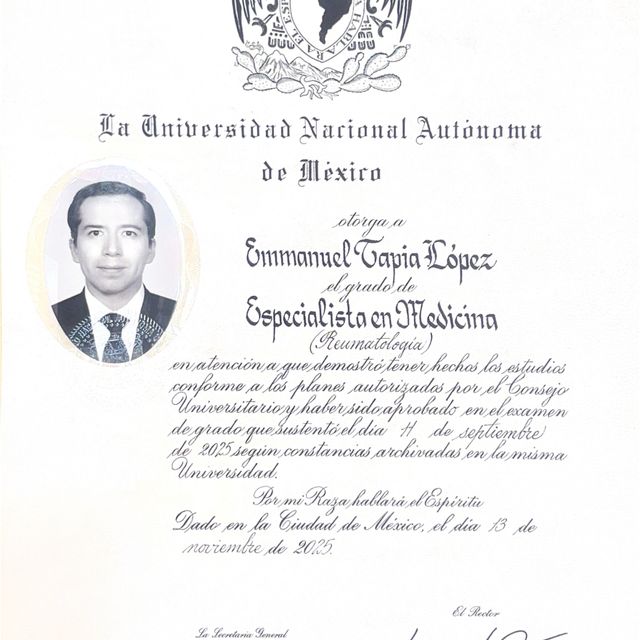 La Universidad Nacional Autónoma
de México
otorga a
Emmanuel Tapia López
el grado de
Especialista en Medicina
(Reumatología)
en atención a que demostró tener hechos los estudios
conforme a los planes autorizados por el Consejo
Universitario y haber sido aprobado en el examen
de grado que sustentó el día 11 de septiembre
de 2025 según constancias archivadas en la misma
Universidad.
Por mi Raza hablará el Espíritu
Dado en la Ciudad de México, el día 13 de
noviembre de 2025.
El Rector
La Secretaria General